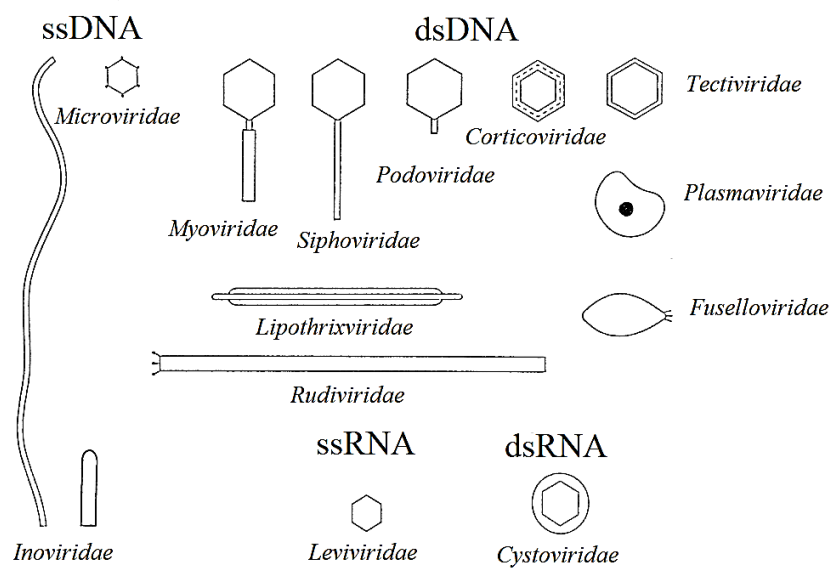 ssDNA
dsDNA
Microviridae
Tectiviridae
Corticoviridae
Podoviridae
Plasmaviridae
Myoviridae
Siphoviridae
Fuselloviridae
Lipothrixviridae
Rudiviridae
ssRNA
dsRNA
Inoviridae
Leviviridae
Cystoviridae